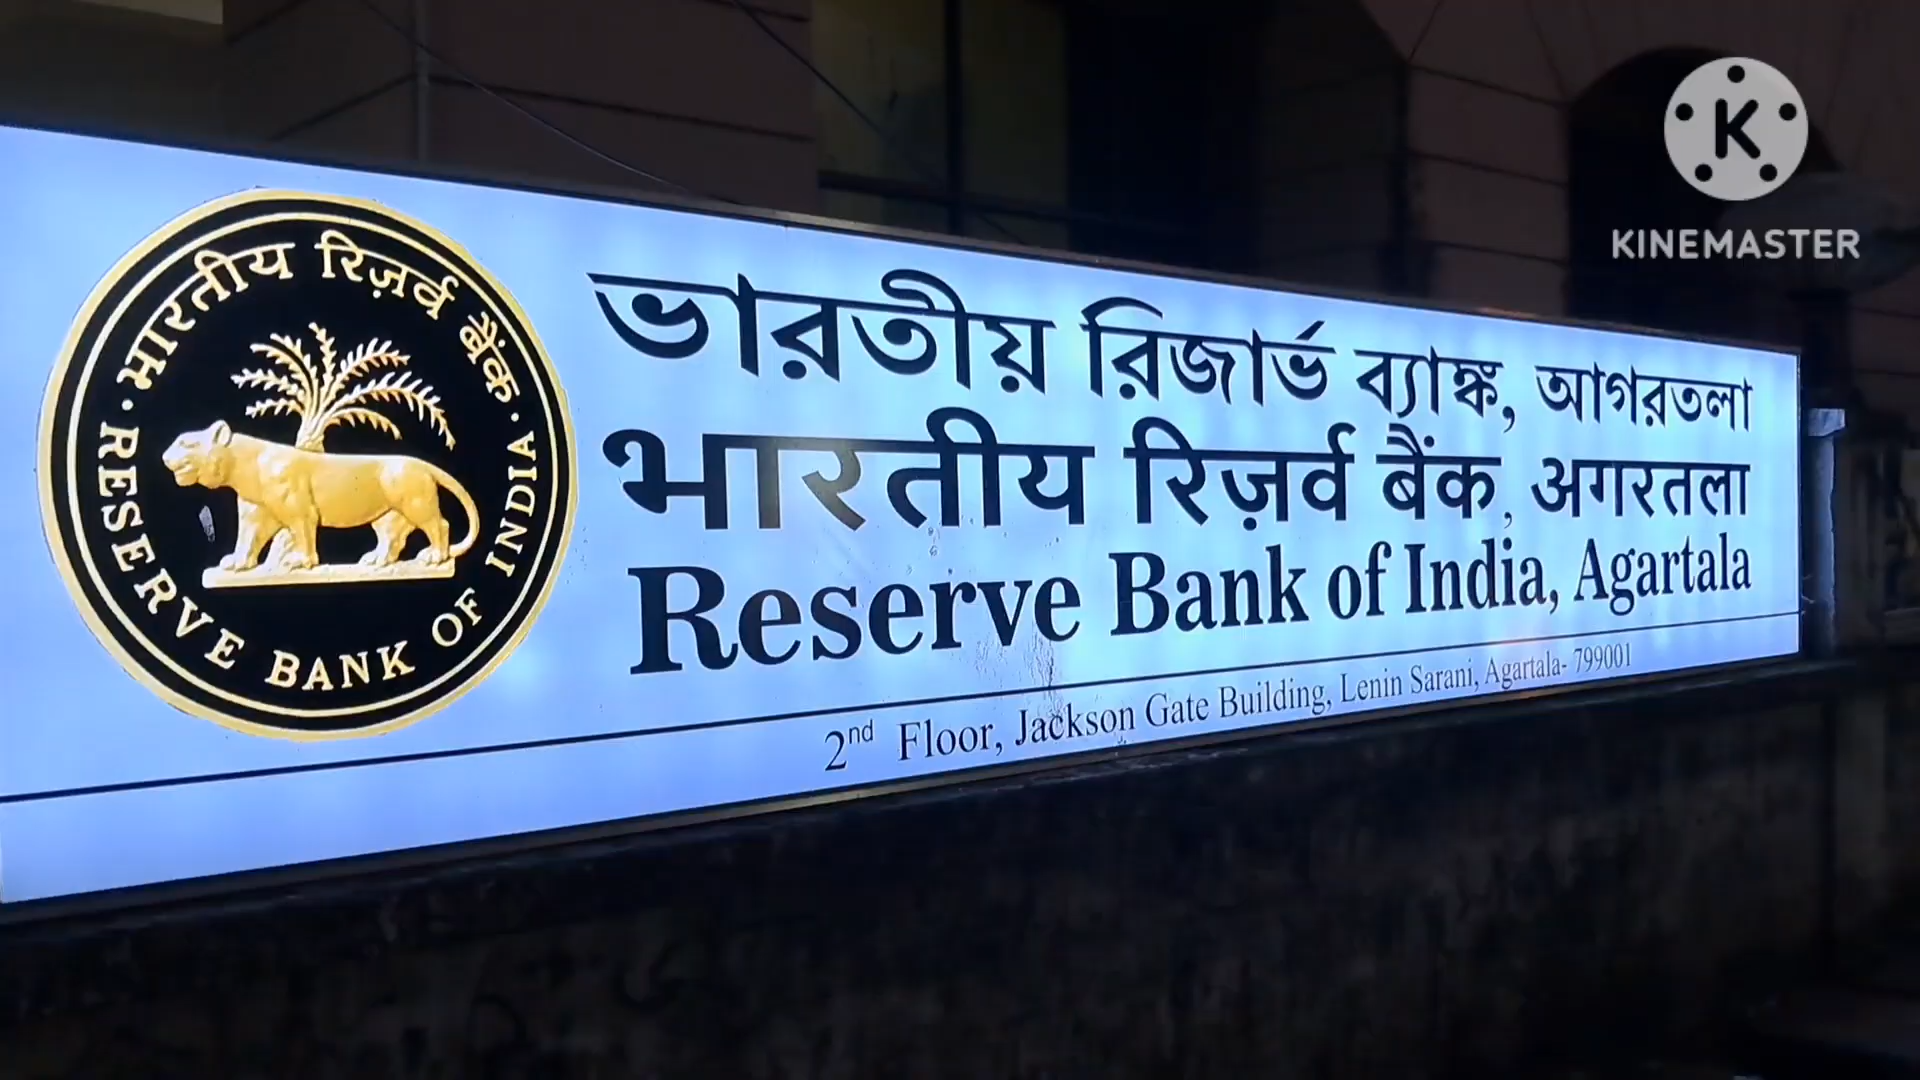 भारतीय रिज़र्व बैंक
RESERVE BANK OF INDIA
ভারতীয় রিজার্ভ ব্যাঙ্ক, আগরতলা
भारतीय रिज़र्व बैंक, अगरतला
Reserve Bank of India, Agartala
2nd Floor, Jackson Gate Building, Lenin Sarani, Agartala- 799001
K
KINEMASTER